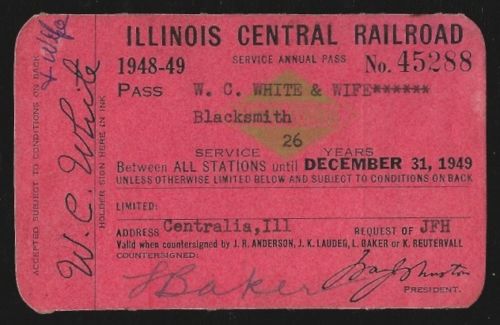 ILLINOIS CENTRAL RAILROAD
1948-49 SERVICE ANNUAL PASS No. 45288
PASS W. C. WHITE & WIFE******
Blacksmith
26
SERVICE YEARS
Between ALL STATIONS until DECEMBER 31, 1949
UNLESS OTHERWISE LIMITED BELOW AND SUBJECT TO CONDITIONS ON BACK
LIMITED:
ADDRESS Centralia, Ill REQUEST OF JFH
Valid when countersigned by J. R. ANDERSON, J. K. LAUDER, L. BAKER or K. REUTERVALL
COUNTERSIGNED:
L Baker
Johnston
PRESIDENT.
ACCEPTED SUBJECT TO CONDITIONS ON BACK
W. C. White
& Wife
HOLDER SIGN HERE IN INK